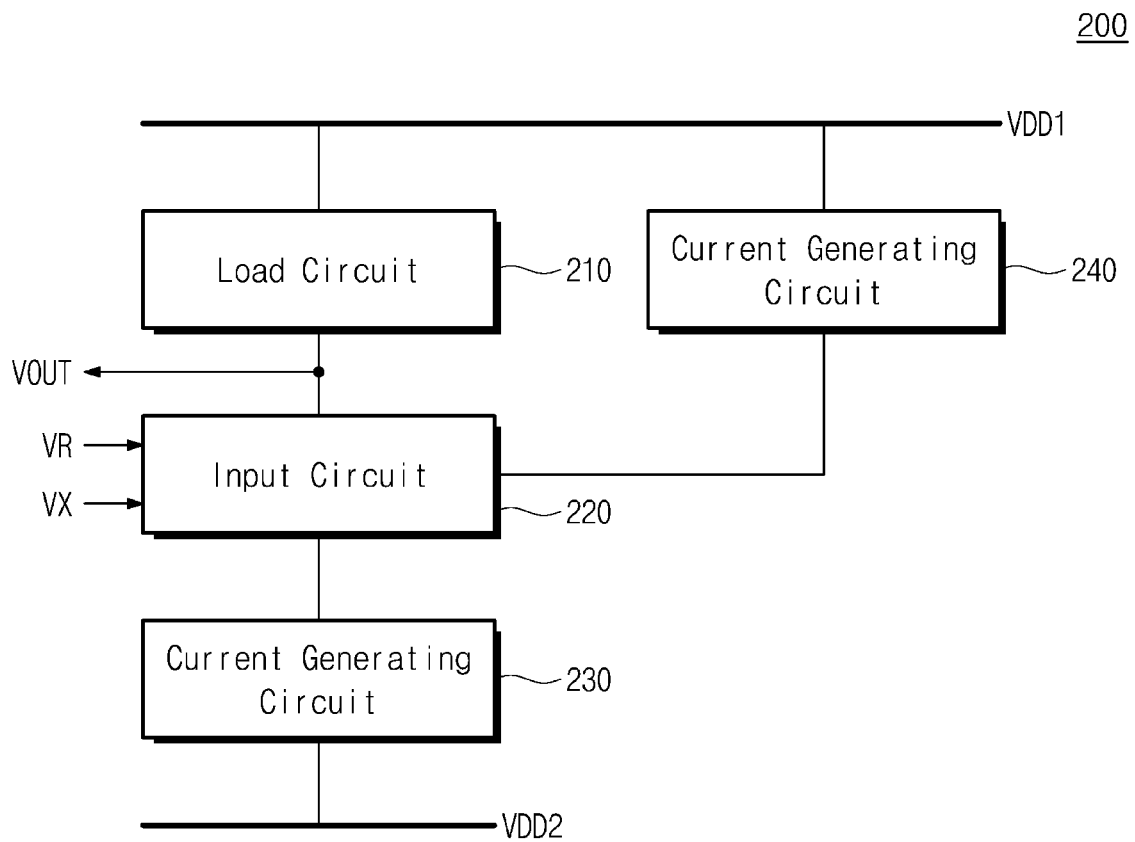 200
VDD1
Load Circuit
210
Current Generating
Circuit
240
VOUT
VR
VX
Input Circuit
220
Current Generating
Circuit
230
VDD2